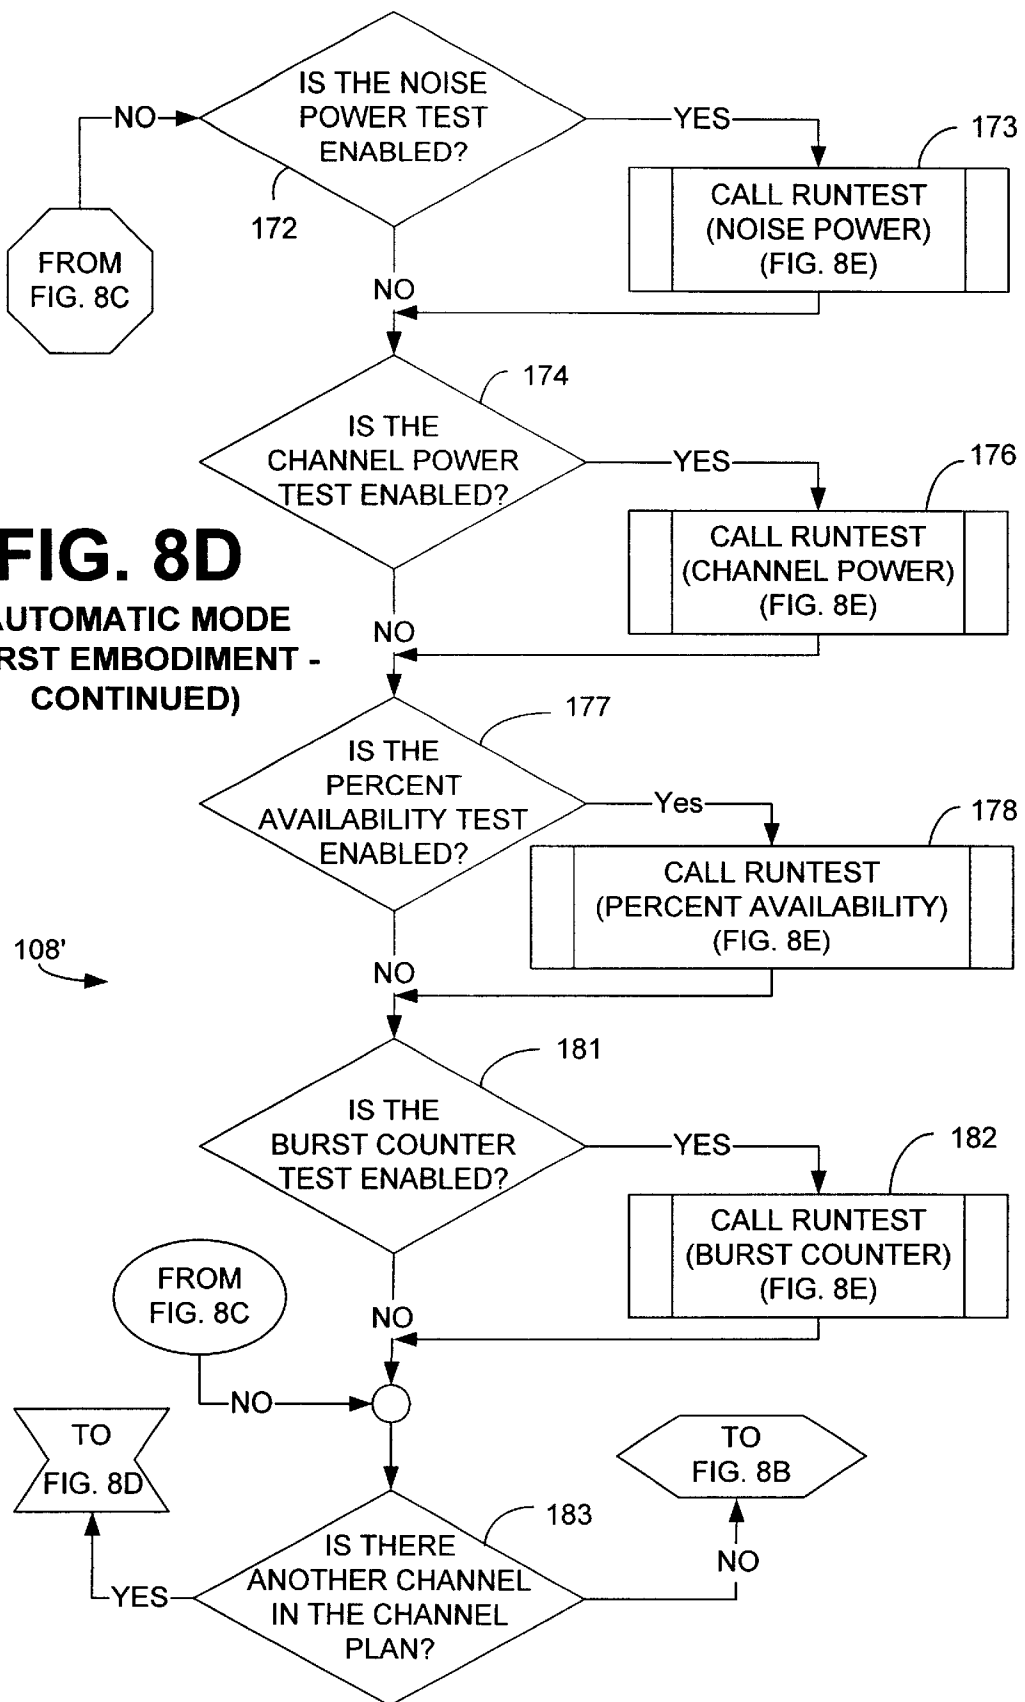 IS THE NOISE
POWER TEST
ENABLED?
NO
YES
173
172
CALL RUNTEST
(NOISE POWER)
(FIG. 8E)
FROM
FIG. 8C
NO
174
IS THE
CHANNEL POWER
TEST ENABLED?
YES
176
CALL RUNTEST
(CHANNEL POWER)
(FIG. 8E)
FIG. 8D
AUTOMATIC MODE
RST EMBODIMENT -
CONTINUED)
NO
177
IS THE
PERCENT
AVAILABILITY TEST
ENABLED?
Yes
178
CALL RUNTEST
(PERCENT AVAILABILITY)
(FIG. 8E)
108'
NO
181
IS THE
BURST COUNTER
TEST ENABLED?
YES
182
CALL RUNTEST
(BURST COUNTER)
(FIG. 8E)
FROM
FIG. 8C
NO
NO
TO
FIG. 8D
TO
FIG. 8B
183
IS THERE
ANOTHER CHANNEL
IN THE CHANNEL
PLAN?
YES
NO